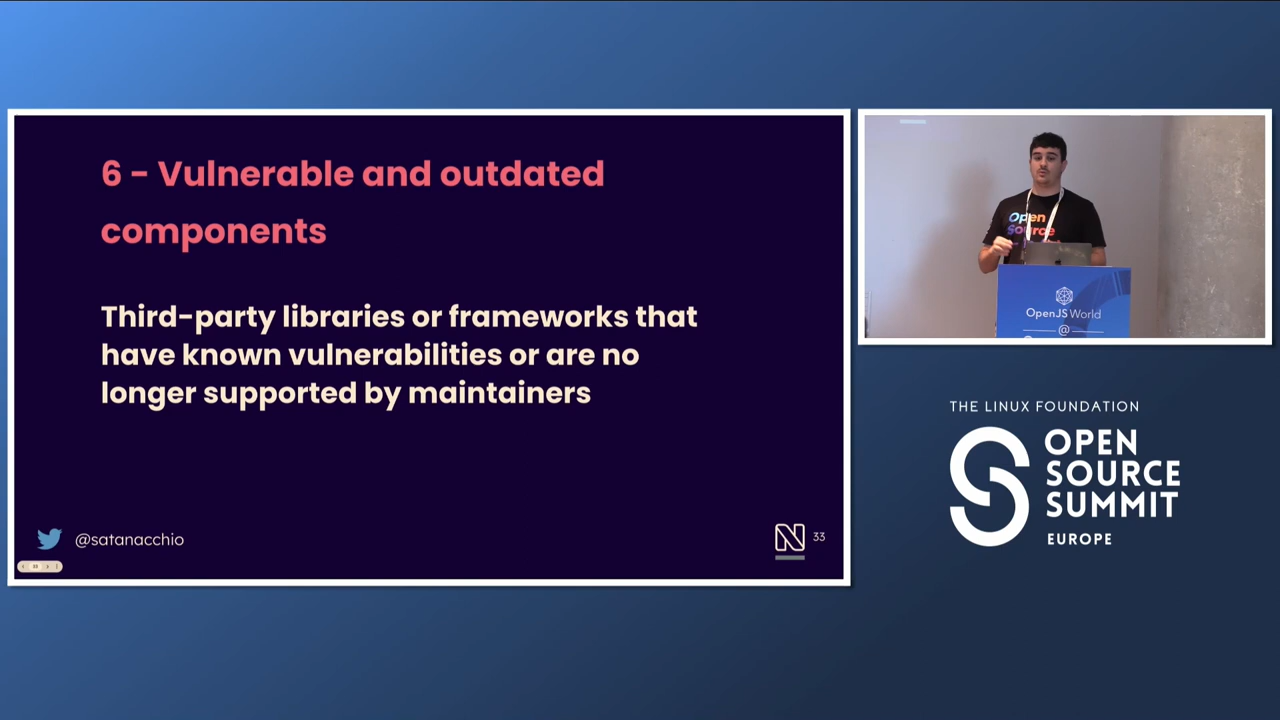 6 - Vulnerable and outdated
components
Third-party libraries or frameworks that
have known vulnerabilities or are no
longer supported by maintainers
@satanacchio
N
33
Open
Source
OpenJS World
@
THE LINUX FOUNDATION
OPEN
SOURCE
SUMMIT
EUROPE